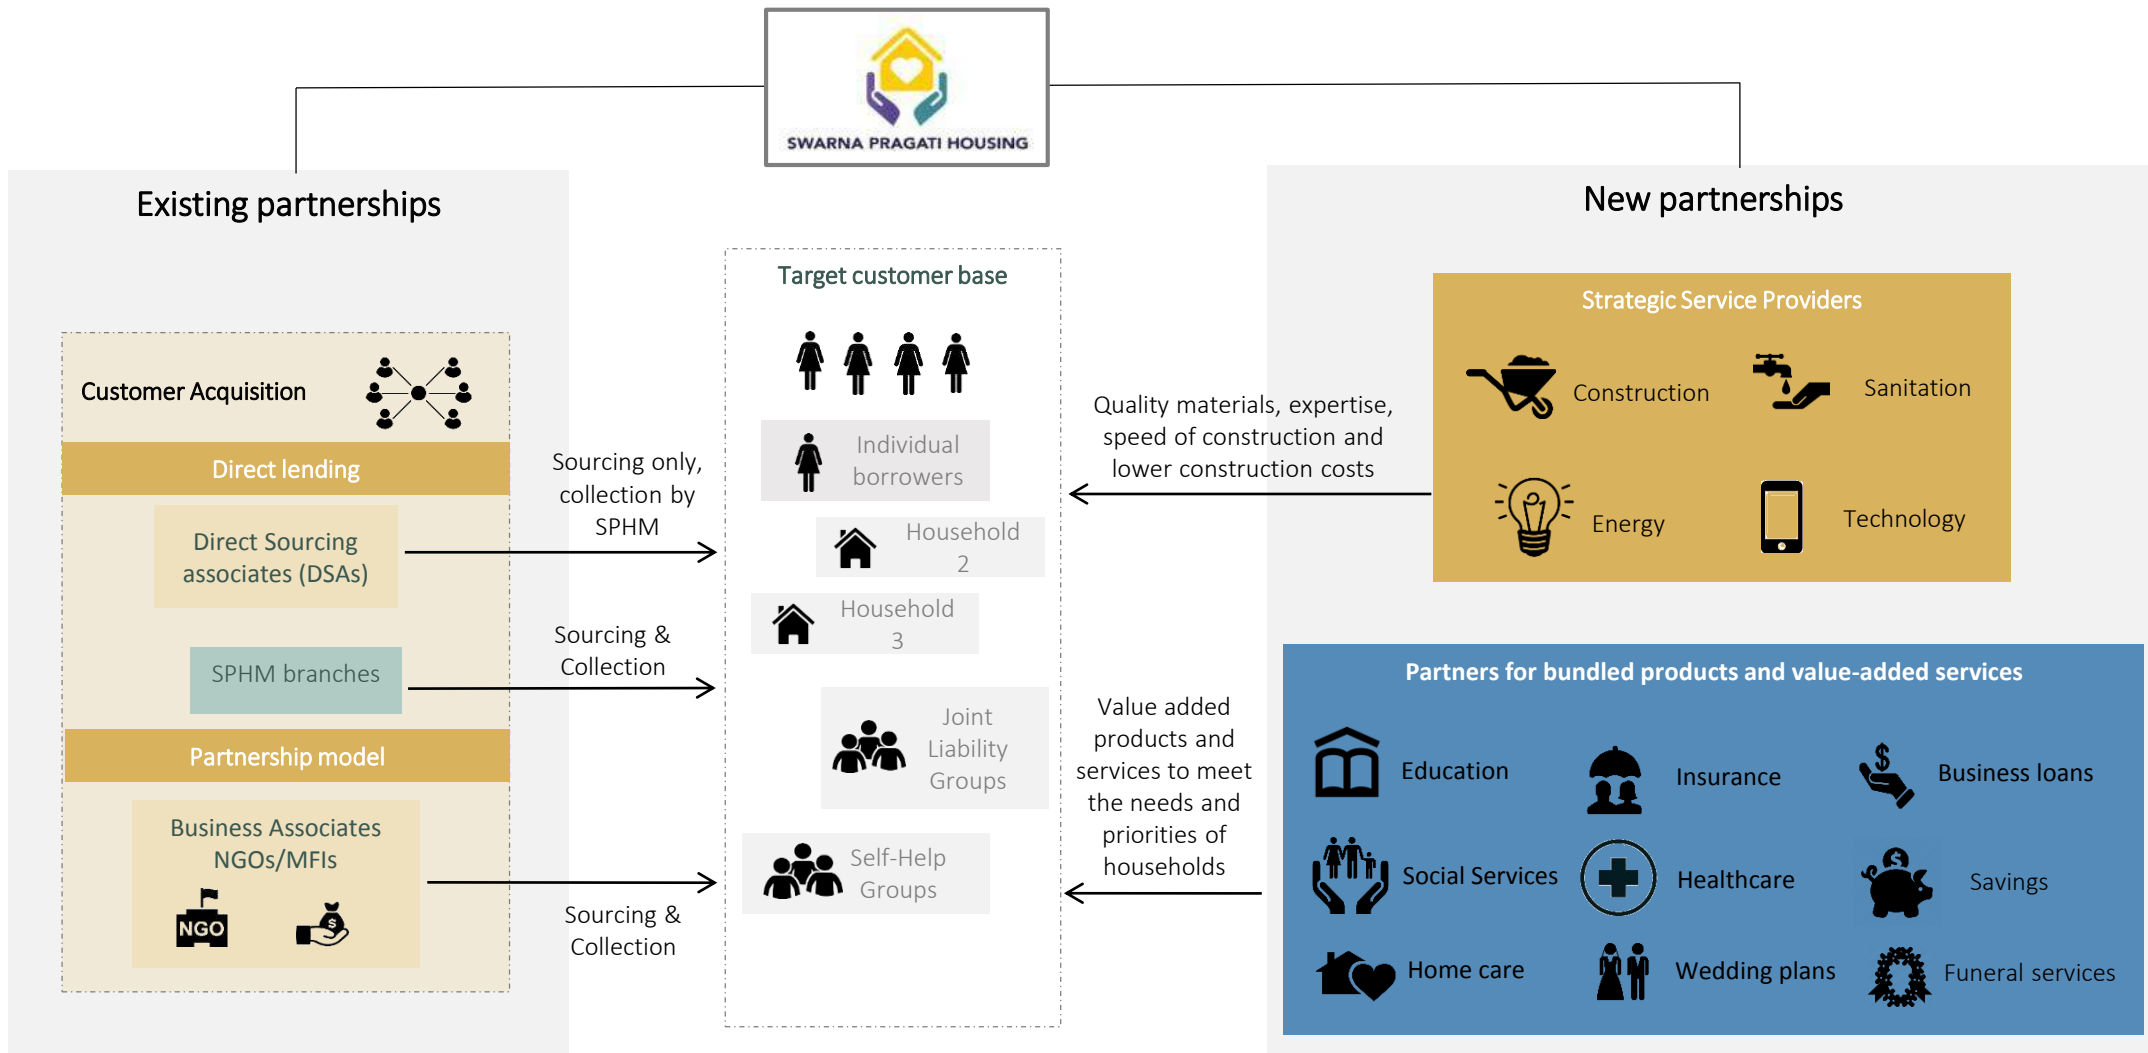 SWARNA PRAGATI HOUSING
Existing partnerships
Customer Acquisition
Direct lending
Direct Sourcing
associates (DSAs)
SPHM branches
Partnership model
Business Associates
NGOs/MFIs
NGO
$
Sourcing only,
collection by
SPHM
Sourcing &
Collection
Sourcing &
Collection
Target customer base
Individual
borrowers
Household
2
Household
3
Joint
Liability
Groups
Self-Help
Groups
Quality materials, expertise,
speed of construction and
lower construction costs
Value added
products and
services to meet
the needs and
priorities of
households
New partnerships
Strategic Service Providers
Construction
Sanitation
Energy
Technology
Partners for bundled products and value-added services
Education
Insurance
$
Business loans
Social Services
Healthcare
$
Savings
Home care
Wedding plans
Funeral services